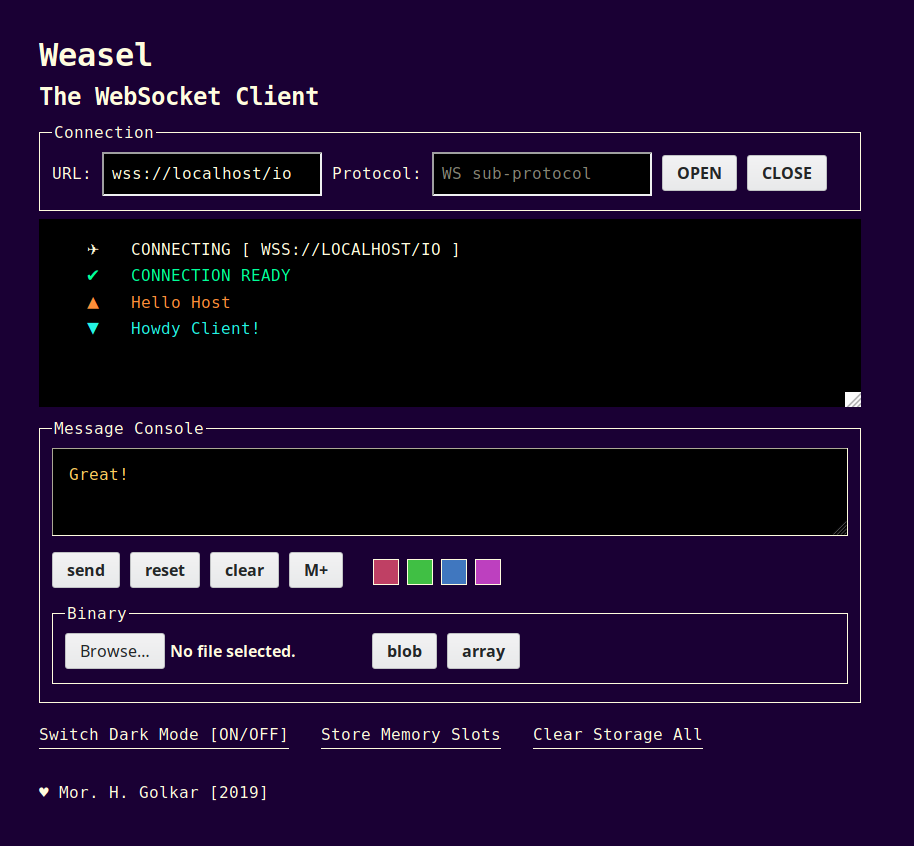 Weasel
The WebSocket Client
Connection
URL: wss://localhost/io Protocol: WS sub-protocol OPEN CLOSE
✈ CONNECTING [ WSS://LOCALHOST/IO ]
✔ CONNECTION READY
▲ Hello Host
▼ Howdy Client!
Message Console
Great!
send reset clear M+
Binary
Browse... No file selected. blob array
Switch Dark Mode [ON/OFF] Store Memory Slots Clear Storage All
♥ Mor. H. Golkar [2019]